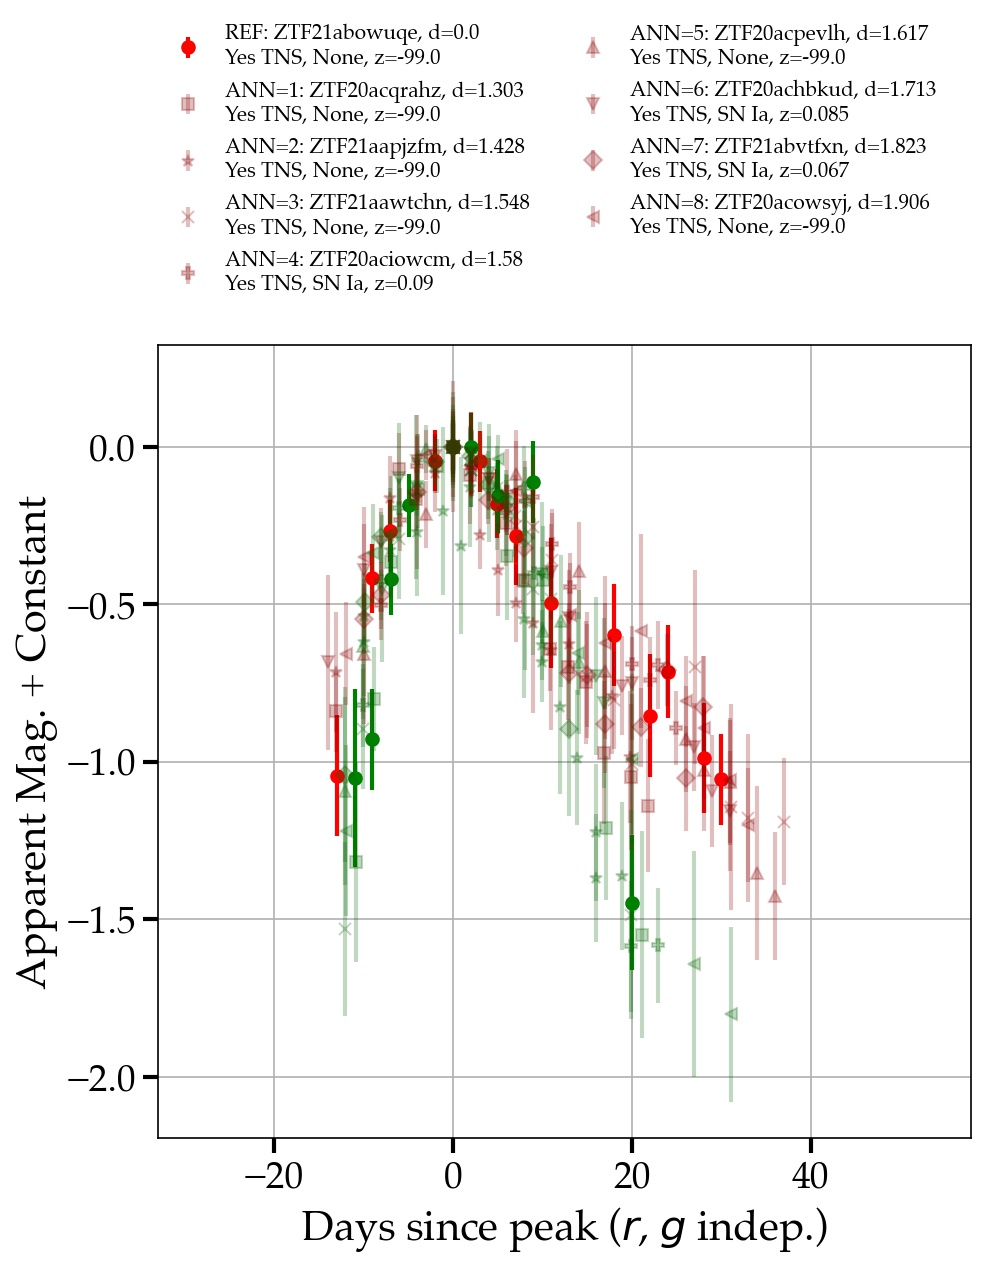 REF: ZTF21abowuqe, d=0.0
Yes TNS, None, z=-99.0
ANN=1: ZTF20acqrahz, d=1.303
Yes TNS, None, z=-99.0
ANN=2: ZTF21aapjzfm, d=1.428
Yes TNS, None, z=-99.0
ANN=3: ZTF21aawtchn, d=1.548
Yes TNS, None, z=-99.0
ANN=4: ZTF20aciowcm, d=1.58
Yes TNS, SN Ia, z=0.09
ANN=5: ZTF20acpevlh, d=1.617
Yes TNS, None, z=-99.0
ANN=6: ZTF20achbkud, d=1.713
Yes TNS, SN Ia, z=0.085
ANN=7: ZTF21abvtfxn, d=1.823
Yes TNS, SN Ia, z=0.067
ANN=8: ZTF20acowsyj, d=1.906
Yes TNS, None, z=-99.0
Apparent Mag. + Constant
0.0
−0.5
−1.0
−1.5
−2.0
−20
0
20
40
Days since peak (r, g indep.)